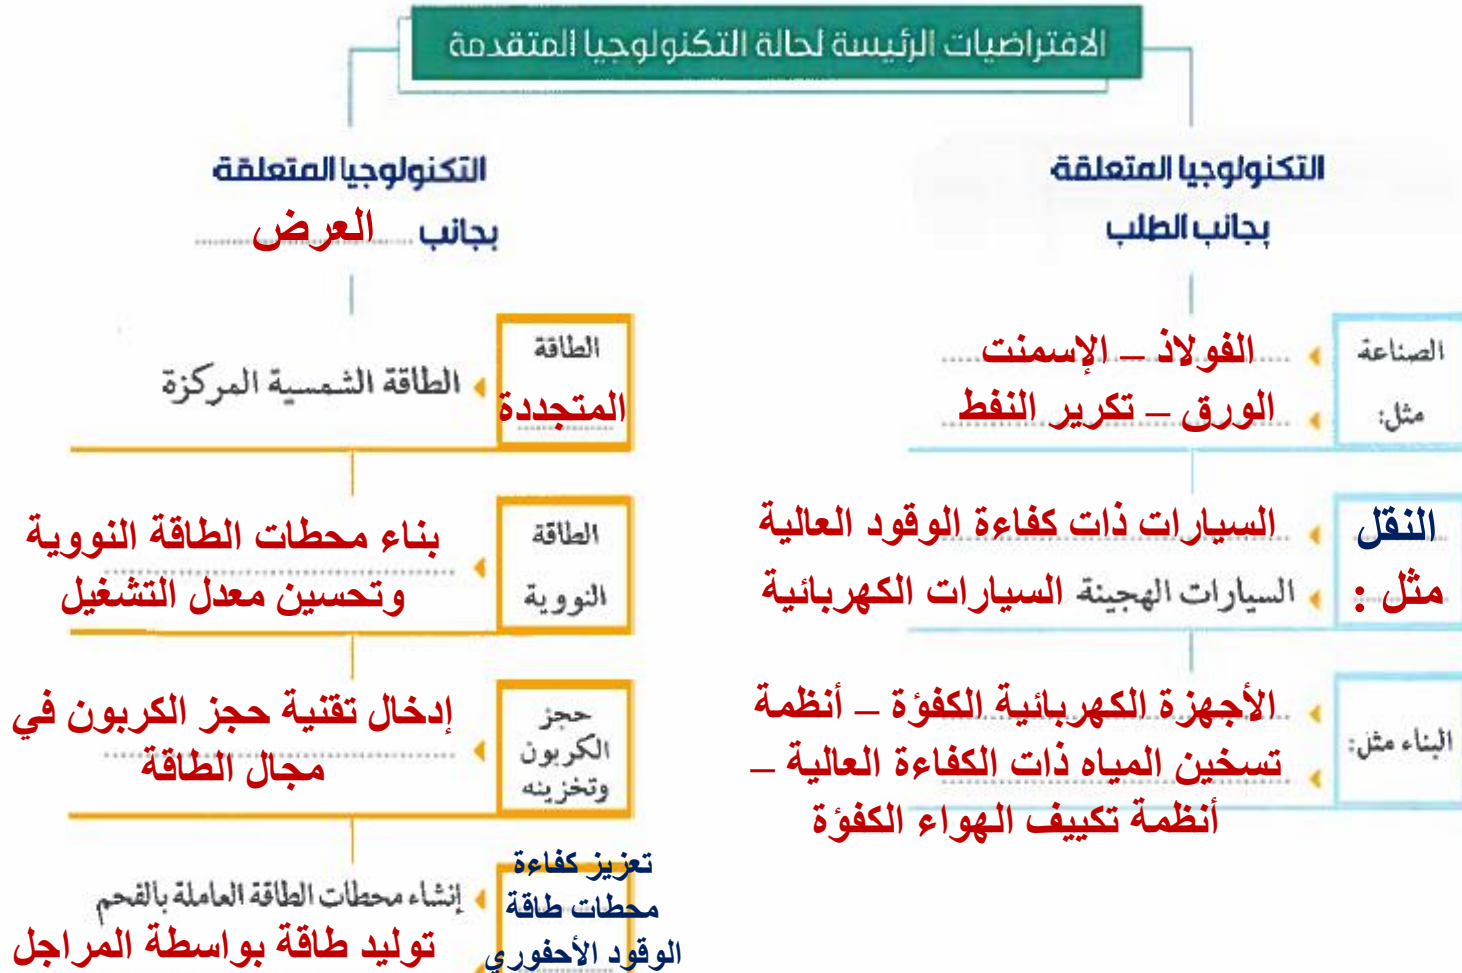 الافتراضيات الرئيسة لحالة التكنولوجيا المتقدمة
التكنولوجيا المتعلقة
بجانب الطلب
الصناعة
مثل:
الفولاذ – الإسمنت
الورق – تكرير النفط
النقل
مثل :
السيارات ذات كفاءة الوقود العالية
السيارات الهجينة السيارات الكهربائية
البناء مثل:
الأجهزة الكهربائية الكفؤة – أنظمة
تسخين المياه ذات الكفاءة العالية –
أنظمة تكييف الهواء الكفؤة
التكنولوجيا المتعلقة
بجانب العرض
الطاقة
المتجددة
الطاقة الشمسية المركزة
الطاقة
النووية
بناء محطات الطاقة النووية
وتحسين معدل التشغيل
حجز
الكربون
وتخزينه
إدخال تقنية حجز الكربون في
مجال الطاقة
تعزيز كفاءة
محطات طاقة
الوقود الأحفوري
إنشاء محطات الطاقة العاملة بالفحم
توليد طاقة بواسطة المراجل